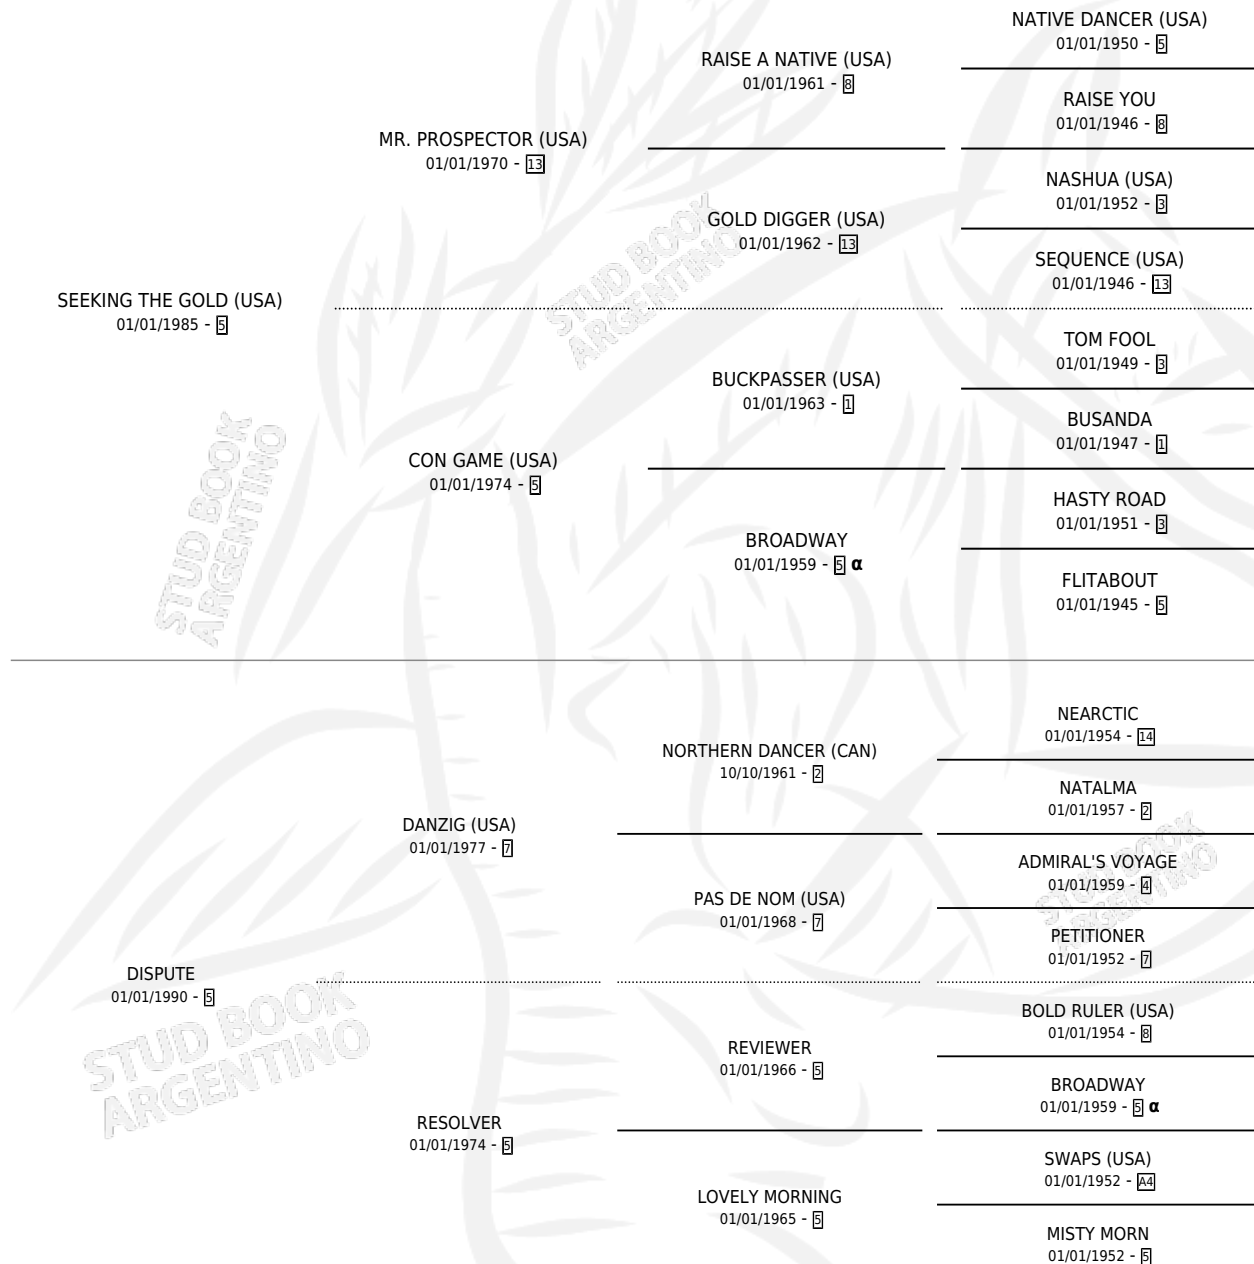 NATIVE DANCER (USA)
01/01/1950 - 5
RAISE A NATIVE (USA)
01/01/1961 - 8
RAISE YOU
01/01/1946 - 8
MR. PROSPECTOR (USA)
01/01/1970 - 13
NASHUA (USA)
01/01/1952 - 3
GOLD DIGGER (USA)
01/01/1962 - 13
SEQUENCE (USA)
01/01/1946 - 13
SEEKING THE GOLD (USA)
01/01/1985 - 5
STUD BOOK
ARGENTINO
TOM FOOL
01/01/1949 - 3
BUCKPASSER (USA)
01/01/1963 - 1
BUSANDA
01/01/1947 - 1
CON GAME (USA)
01/01/1974 - 5
STUD BOOK
ARGENTINO
HASTY ROAD
01/01/1951 - 3
BROADWAY
01/01/1959 - 5 α
FLITABOUT
01/01/1945 - 5
NEARCTIC
01/01/1954 - 14
NORTHERN DANCER (CAN)
10/10/1961 - 2
NATALMA
01/01/1957 - 2
DANZIG (USA)
01/01/1977 - 7
STUD BOOK
ARGENTINO
ADMIRAL'S VOYAGE
01/01/1959 - 4
PAS DE NOM (USA)
01/01/1968 - 7
PETITIONER
01/01/1952 - 7
DISPUTE
01/01/1990 - 5
STUD BOOK
ARGENTINO
BOLD RULER (USA)
01/01/1954 - 8
REVIEWER
01/01/1966 - 5
BROADWAY
01/01/1959 - 5 α
RESOLVER
01/01/1974 - 5
SWAPS (USA)
01/01/1952 - A4
LOVELY MORNING
01/01/1965 - 5
MISTY MORN
01/01/1952 - 5